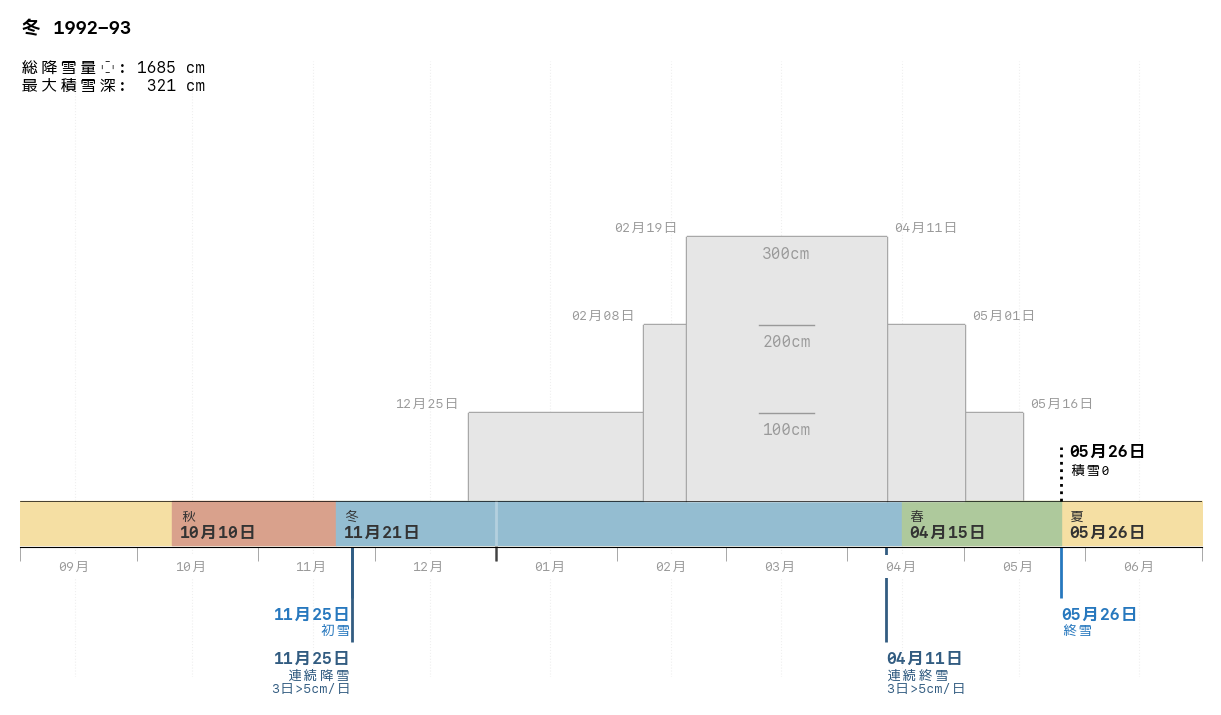 冬 1992–93
総降雪量: 1685 cm
最大積雪深: 321 cm
02月19日
04月11日
300cm
02月08日
05月01日
200cm
12月25日
05月16日
100cm
05月26日
積雪0
秋
10月10日
冬
11月21日
春
04月15日
夏
05月26日
09月
10月
11月
12月
01月
02月
03月
04月
05月
06月
11月25日
初雪
05月26日
終雪
11月25日
連続降雪
3日>5cm/日
04月11日
連続終雪
3日>5cm/日